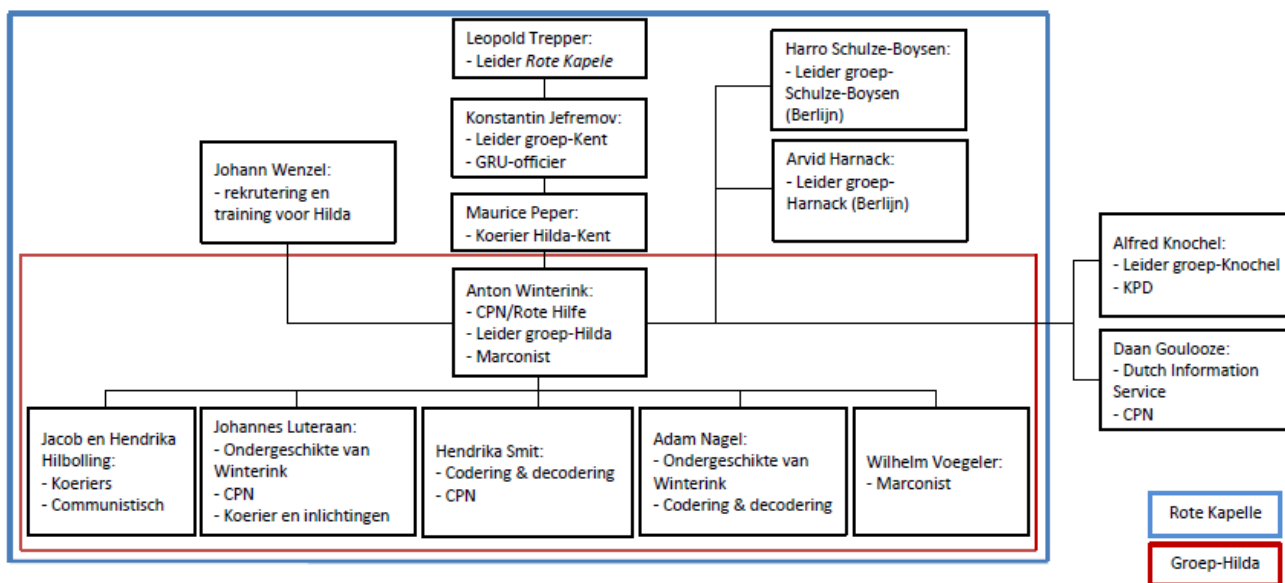 Leopold Trepper:
- Leider Rote Kapele
Harro Schulze-Boysen:
- Leider groep-
Schulze-Boysen
(Berlijn)
Konstantin Jefremov:
- Leider groep-Kent
- GRU-officier
Johann Wenzel:
- rekrutering en
training voor Hilda
Arvid Harnack:
- Leider groep-
Harnack (Berlijn)
Maurice Peper:
- Koerier Hilda-Kent
Alfred Knochel:
- Leider groep-Knochel
- KPD
Anton Winterink:
- CPN/Rote Hilfe
- Leider groep-Hilda
- Marconist
Daan Goulooze:
- Dutch Information
Service
- CPN
Jacob en Hendrika
Hilbolling:
- Koeriers
- Communistisch
Johannes Luteraan:
- Ondergeschikte van
Winterink
- CPN
- Koerier en inlichtingen
Hendrika Smit:
- Codering & decodering
- CPN
Adam Nagel:
- Ondergeschikte van
Winterink
- Codering & decodering
Wilhelm Voegeler:
- Marconist
Rote Kapelle
Groep-Hilda